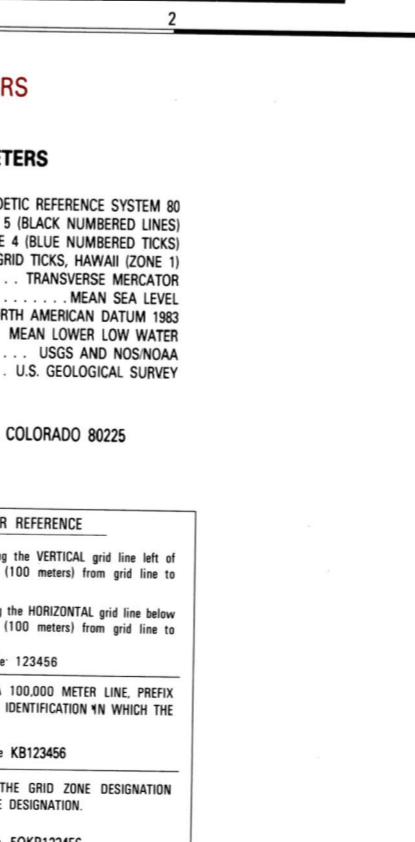 2
RS
ETERS
DETIC REFERENCE SYSTEM 80
5 (BLACK NUMBERED LINES)
E 4 (BLUE NUMBERED TICKS)
GRID TICKS, HAWAII (ZONE 1)
. . TRANSVERSE MERCATOR
. . . . . . . . MEAN SEA LEVEL
RTH AMERICAN DATUM 1983
MEAN LOWER LOW WATER
. . . . USGS AND NOS/NOAA
. . U.S. GEOLOGICAL SURVEY
COLORADO 80225
R REFERENCE
g the VERTICAL grid line left of
(100 meters) from grid line to
g the HORIZONTAL grid line below
(100 meters) from grid line to
e: 123456
A 100,000 METER LINE, PREFIX
IDENTIFICATION IN WHICH THE
e KB123456
THE GRID ZONE DESIGNATION
E DESIGNATION.